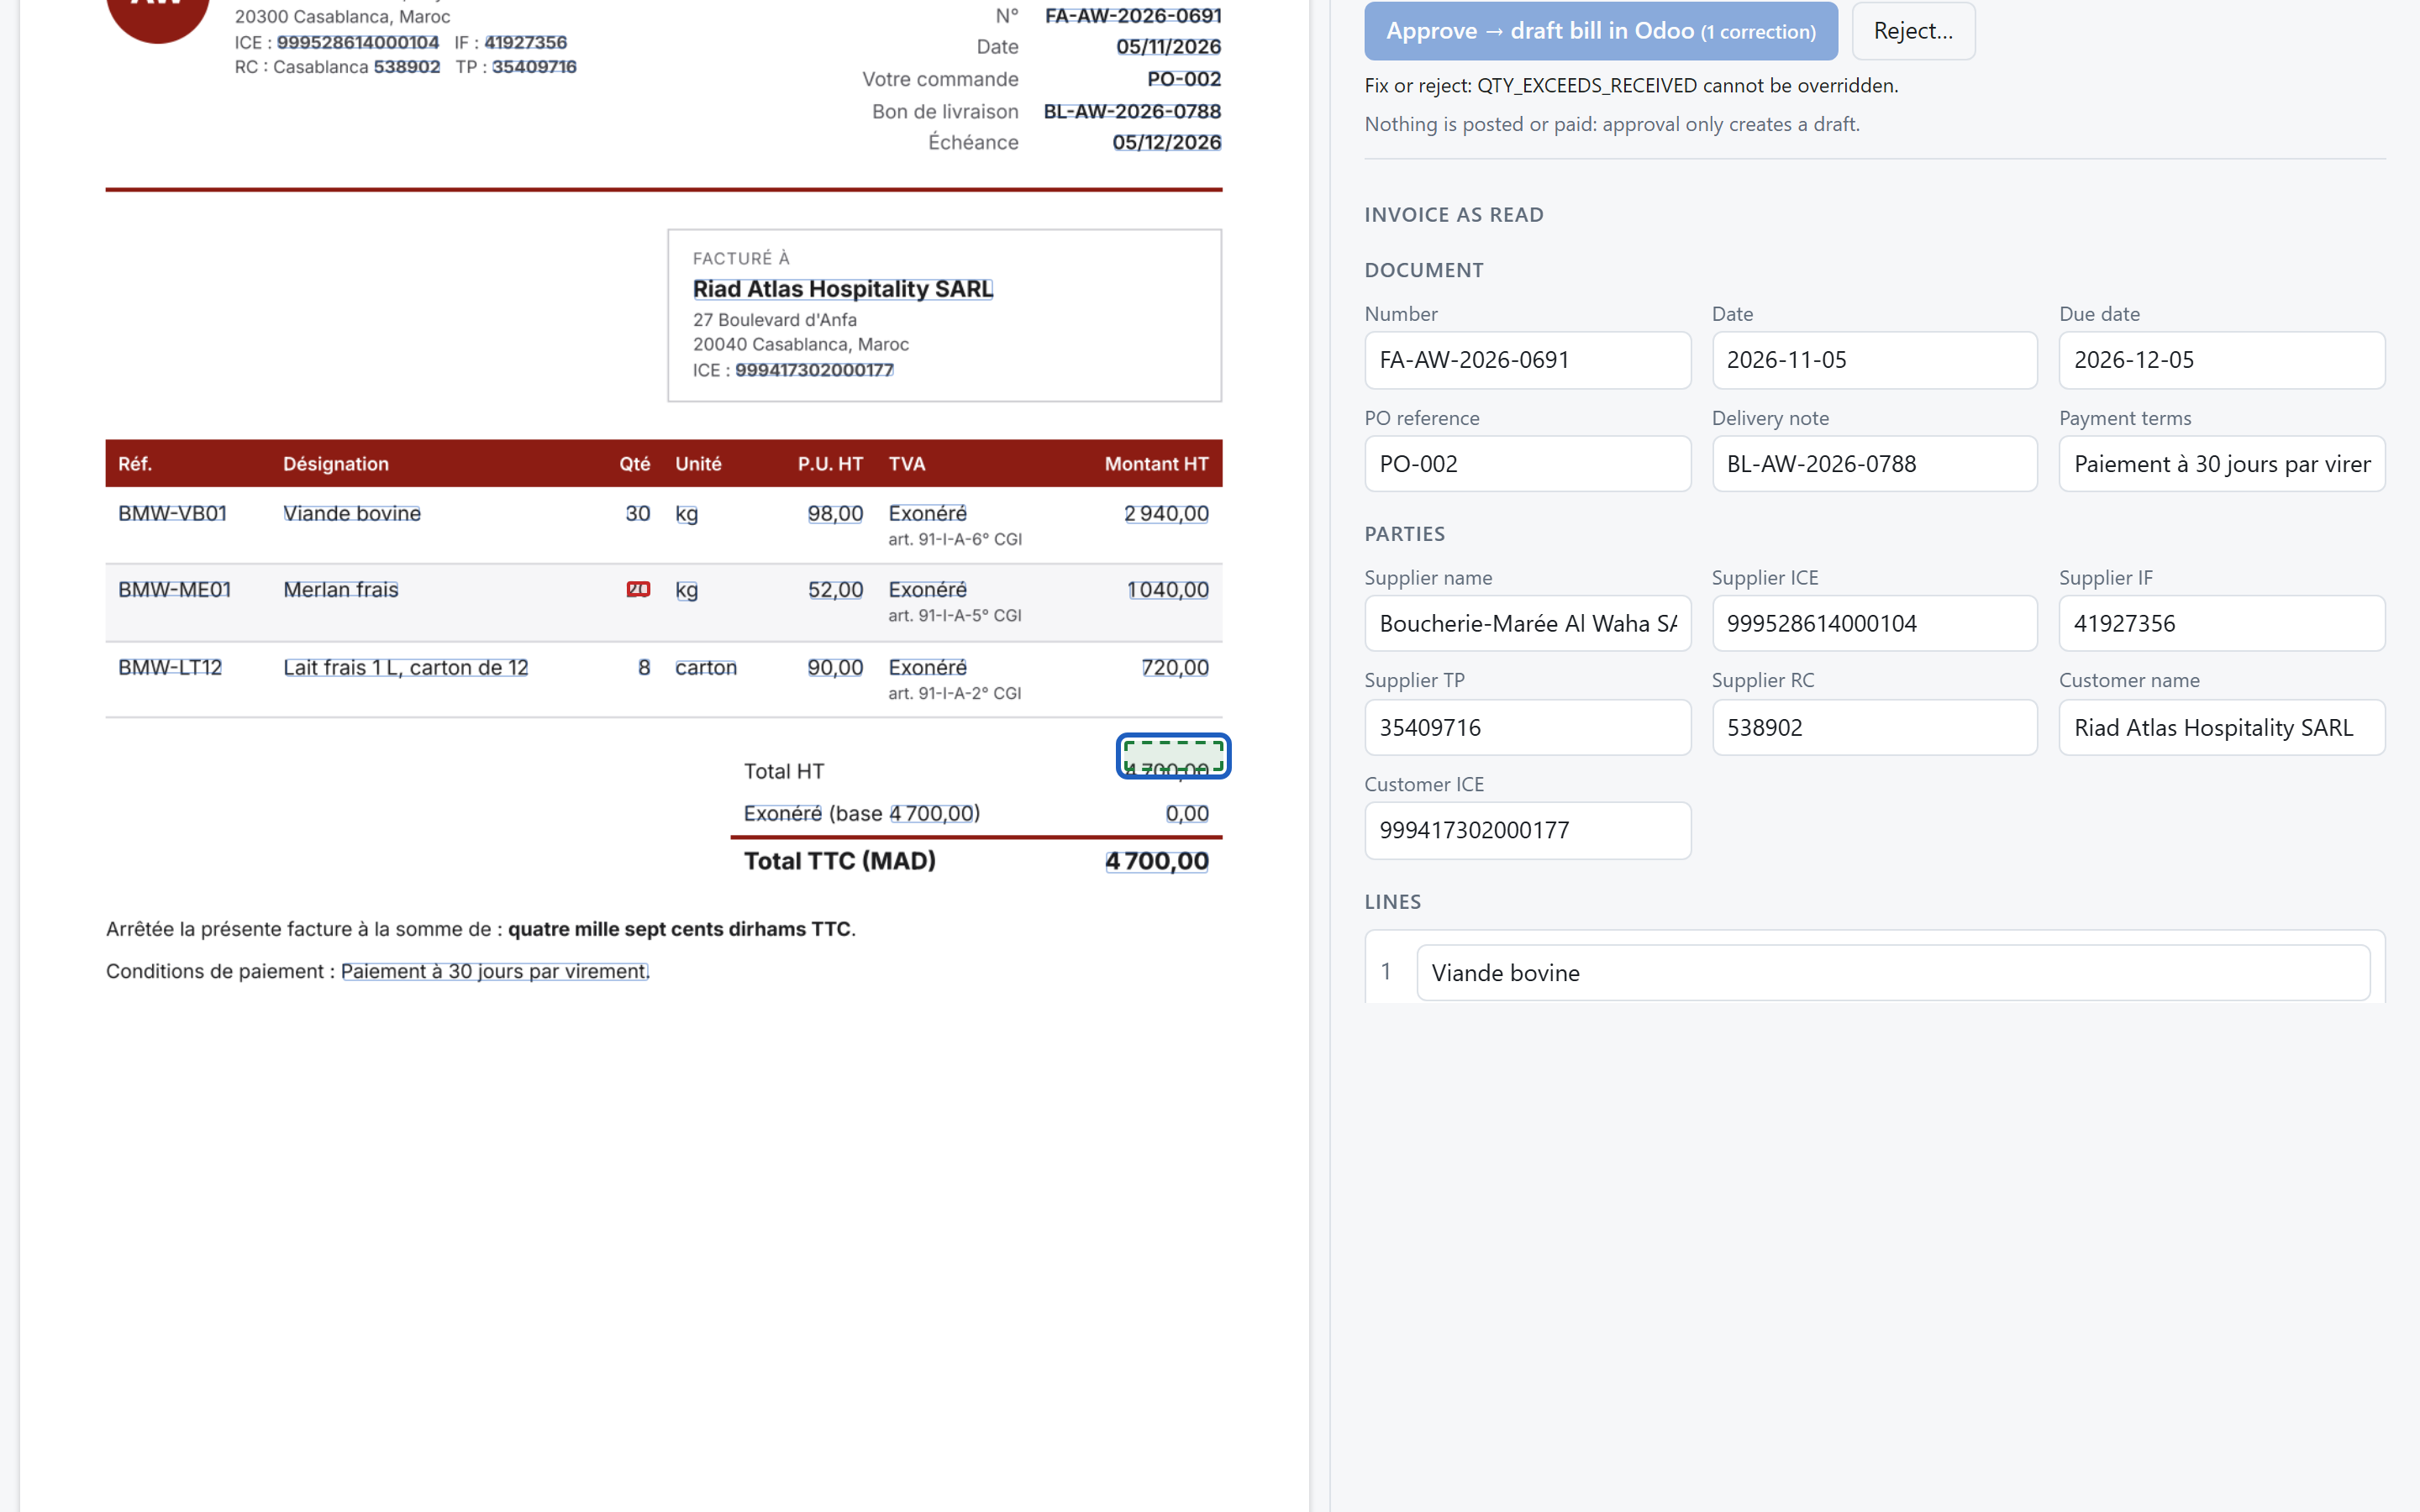 AW
20300 Casablanca, Maroc
ICE : 999528614000104 IF : 41927356
RC : Casablanca 538902 TP : 35409716
N° FA-AW-2026-0691
Date 05/11/2026
Votre commande PO-002
Bon de livraison BL-AW-2026-0788
Échéance 05/12/2026
FACTURÉ À
Riad Atlas Hospitality SARL
27 Boulevard d'Anfa
20040 Casablanca, Maroc
ICE : 999417302000177
Réf. Désignation Qté Unité P.U. HT TVA Montant HT
BMW-VB01 Viande bovine 30 kg 98,00 Exonéré 2 940,00
art. 91-I-A-6° CGI
BMW-ME01 Merlan frais 20 kg 52,00 Exonéré 1 040,00
art. 91-I-A-5° CGI
BMW-LT12 Lait frais 1 L, carton de 12 8 carton 90,00 Exonéré 720,00
art. 91-I-A-2° CGI
Total HT 4 700,00
Exonéré (base 4 700,00) 0,00
Total TTC (MAD) 4 700,00
Arrêtée la présente facture à la somme de : quatre mille sept cents dirhams TTC.
Conditions de paiement : Paiement à 30 jours par virement.
Approve → draft bill in Odoo (1 correction) Reject...
Fix or reject: QTY_EXCEEDS_RECEIVED cannot be overridden.
Nothing is posted or paid: approval only creates a draft.
INVOICE AS READ
DOCUMENT
Number Date Due date
FA-AW-2026-0691 2026-11-05 2026-12-05
PO reference Delivery note Payment terms
PO-002 BL-AW-2026-0788 Paiement à 30 jours par virer
PARTIES
Supplier name Supplier ICE Supplier IF
Boucherie-Marée Al Waha SA 999528614000104 41927356
Supplier TP Supplier RC Customer name
35409716 538902 Riad Atlas Hospitality SARL
Customer ICE
999417302000177
LINES
1 Viande bovine